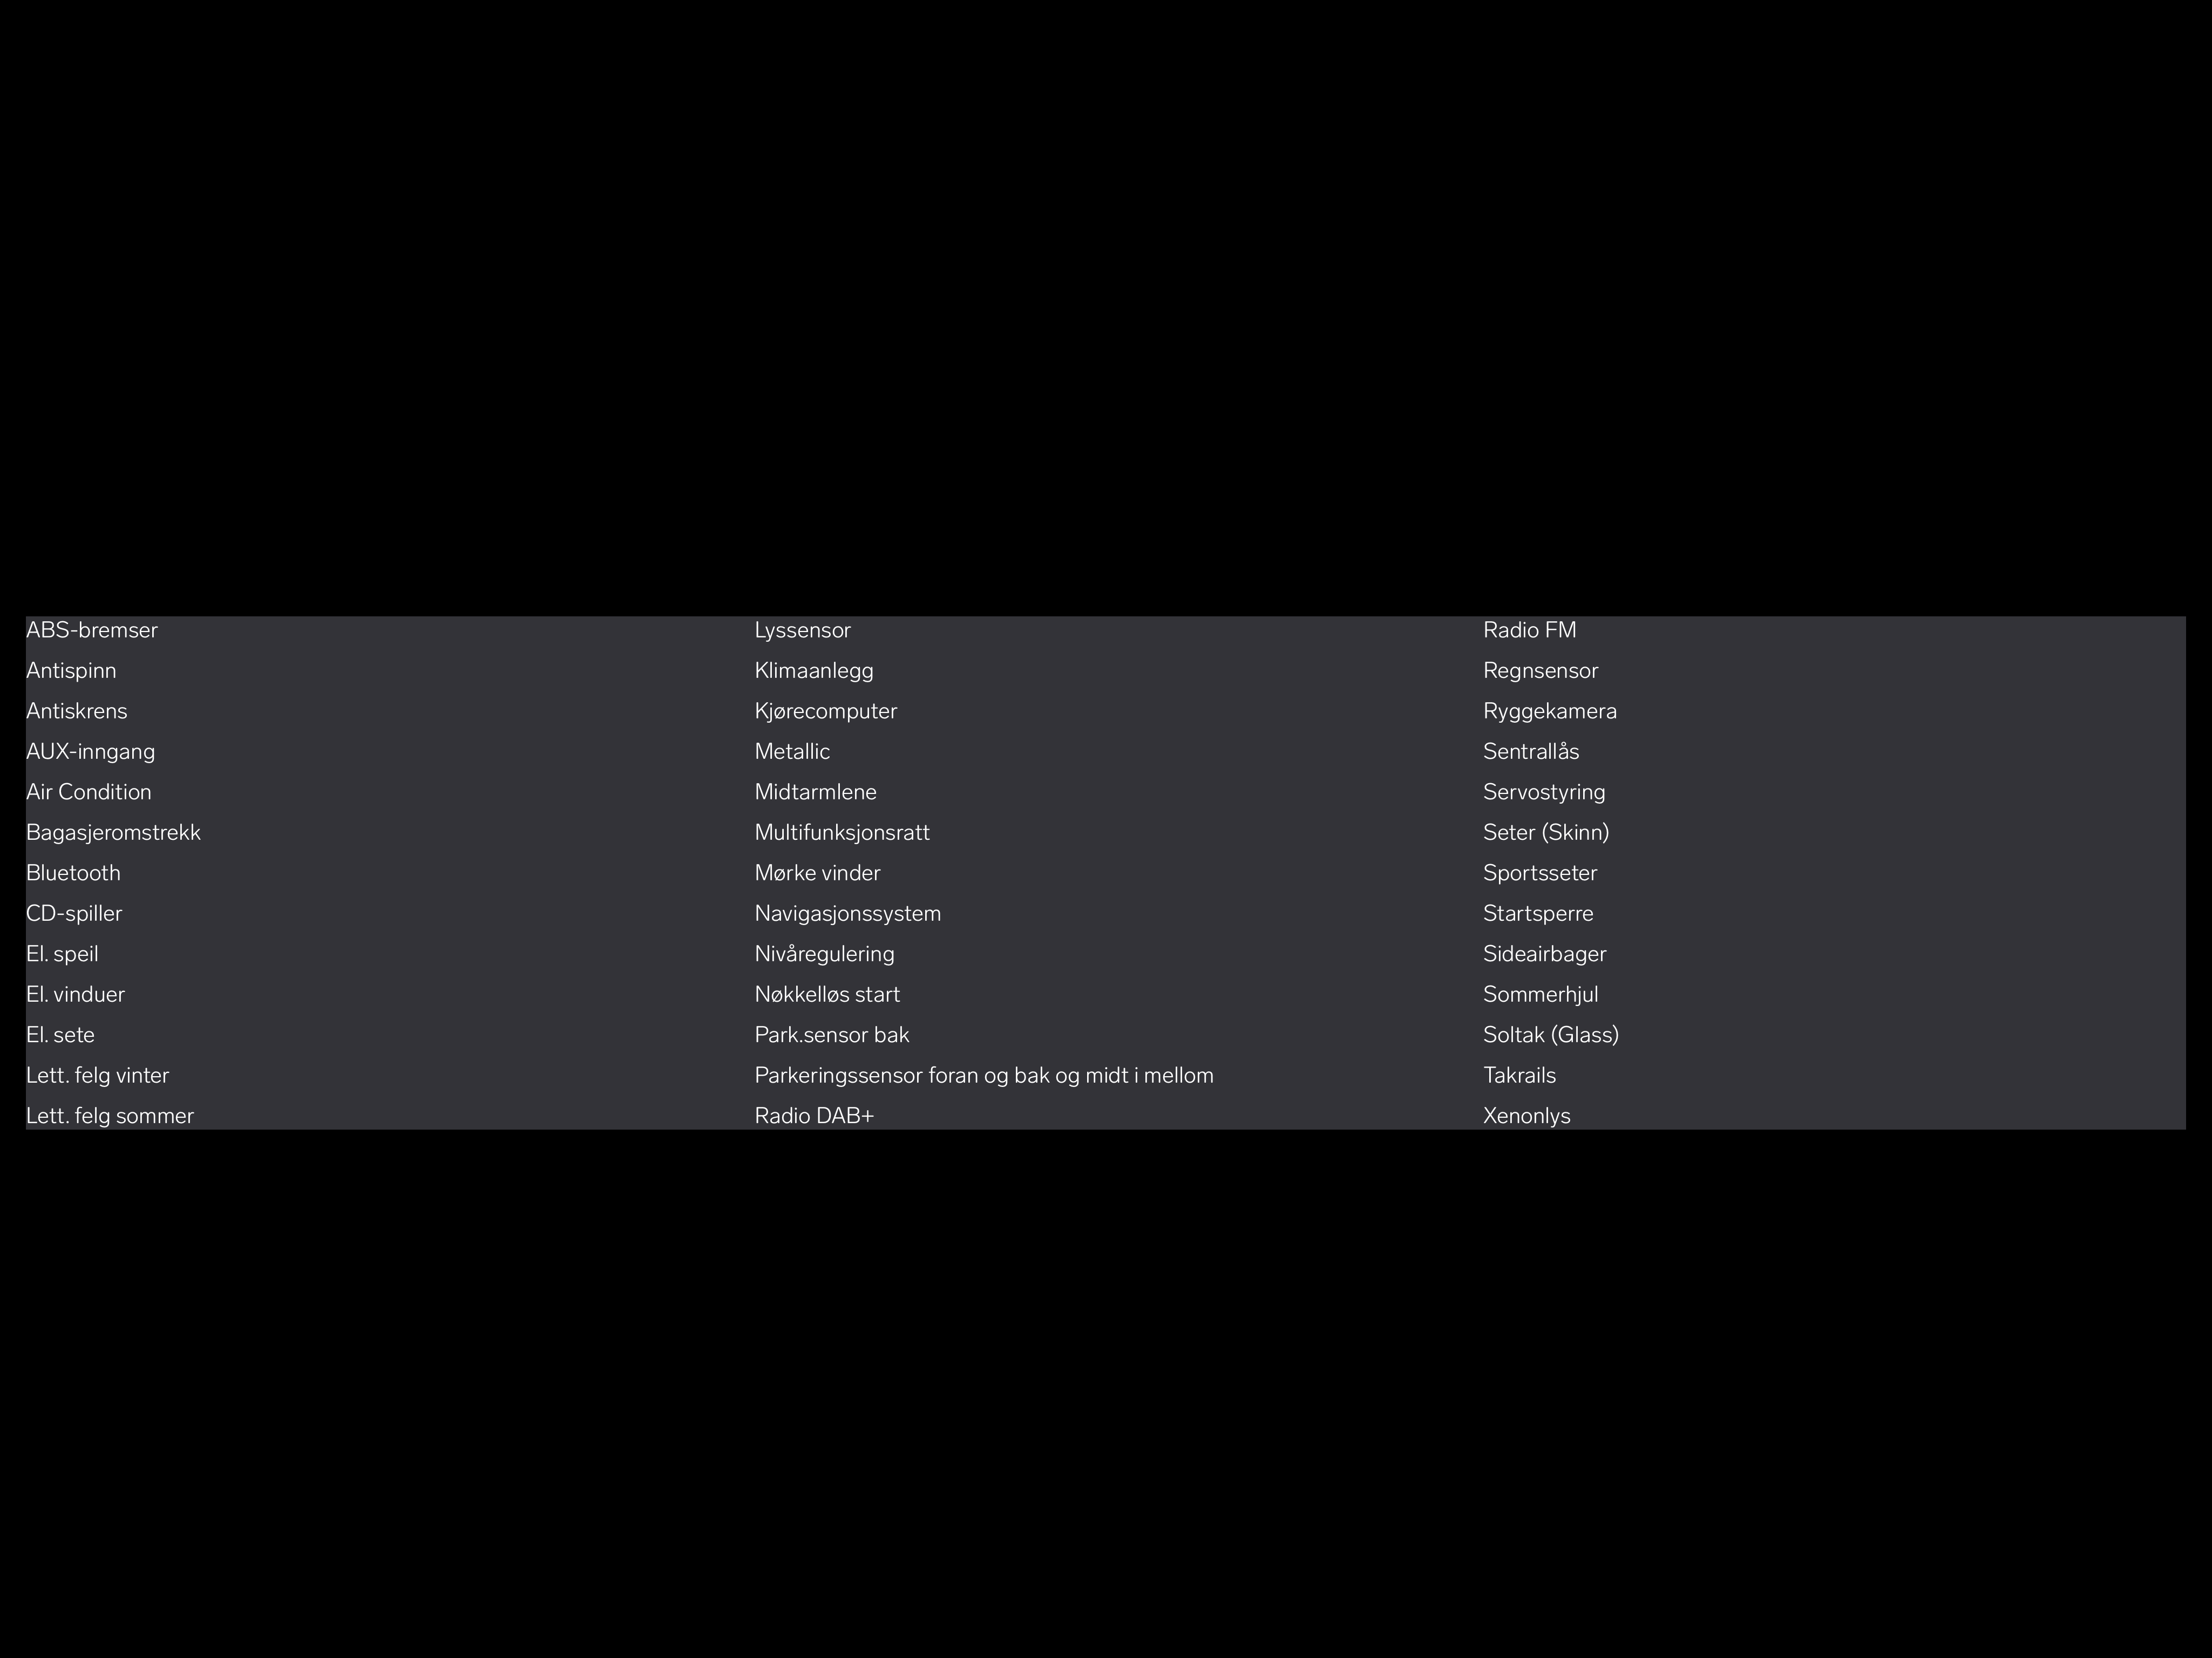 ABS-bremser
Antispinn
Antiskrens
AUX-inngang
Air Condition
Bagasjeromstrekk
Bluetooth
CD-spiller
El. speil
El. vinduer
El. sete
Lett. felg vinter
Lett. felg sommer
Lyssensor
Klimaanlegg
Kjørecomputer
Metallic
Midtarmlene
Multifunksjonsratt
Mørke vinder
Navigasjonssystem
Nivåregulering
Nøkkelløs start
Park.sensor bak
Parkeringssensor foran og bak og midt i mellom
Radio DAB+
Radio FM
Regnsensor
Ryggekamera
Sentrallås
Servostyring
Seter (Skinn)
Sportsseter
Startsperre
Sideairbager
Sommerhjul
Soltak (Glass)
Takrails
Xenonlys